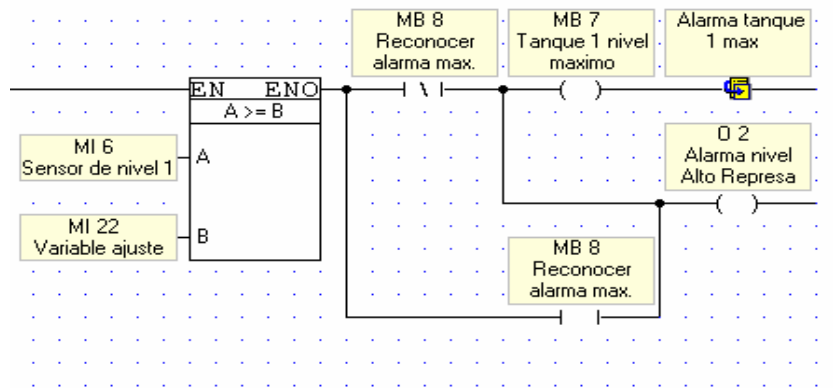 MB 8
Reconocer
alarma max.
MB 7
Tanque 1 nivel
maximo
Alarma tanque
1 max
EN ENO
A >= B
MI 6
Sensor de nivel 1
A
O 2
Alarma nivel
Alto Represa
MI 22
Variable ajuste
B
MB 8
Reconocer
alarma max.